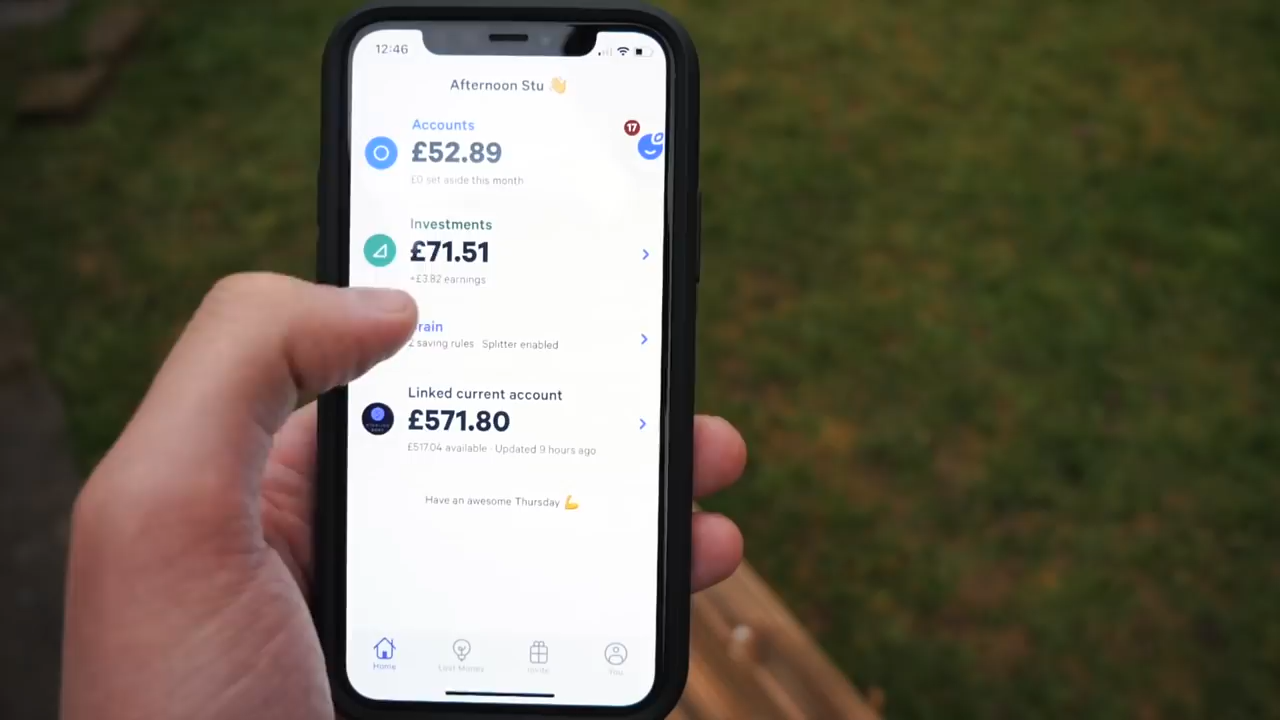 12:46
Afternoon Stu 👋
Accounts
17
£52.89
£0 set aside this month
Investments
£71.51
+£3.82 earnings
rain
2 saving rules · Splitter enabled
Linked current account
£571.80
£517.04 available · Updated 9 hours ago
Have an awesome Thursday 💪
Home
Lost Money
Invite
You